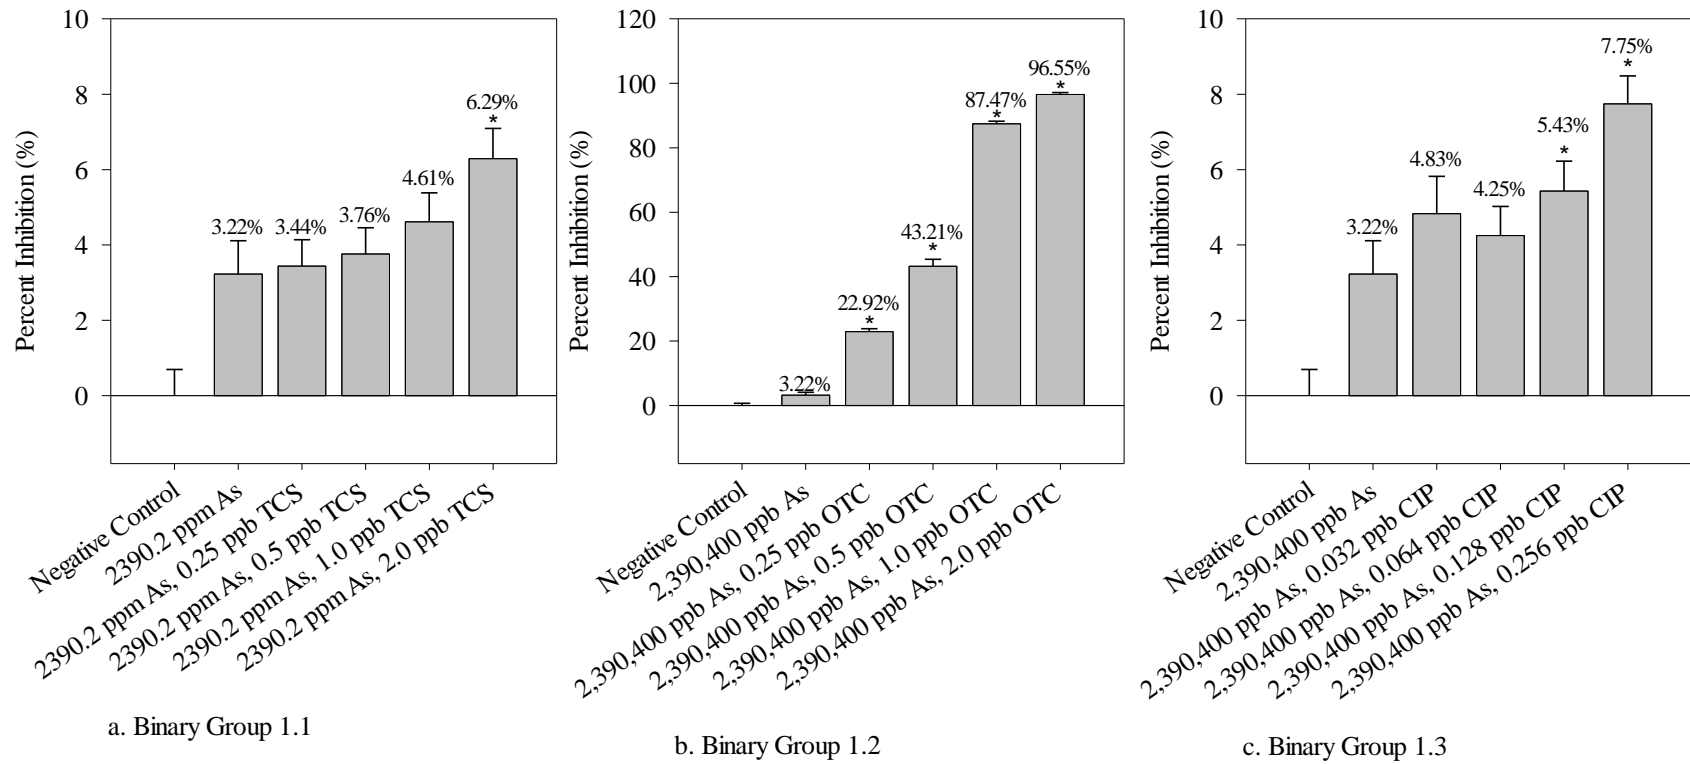 Percent Inhibition (%)
10
8
6
4
2
0
3.22%
3.44%
3.76%
4.61%
6.29%
*
Negative Control
2390.2 ppm As
2390.2 ppm As, 0.25 ppb TCS
2390.2 ppm As, 0.5 ppb TCS
2390.2 ppm As, 1.0 ppb TCS
2390.2 ppm As, 2.0 ppb TCS
a. Binary Group 1.1
Percent Inhibition (%)
120
100
80
60
40
20
0
3.22%
22.92%
*
43.21%
*
87.47%
*
96.55%
*
Negative Control
2,390,400 ppb As
2,390,400 ppb As, 0.25 ppb OTC
2,390,400 ppb As, 0.5 ppb OTC
2,390,400 ppb As, 1.0 ppb OTC
2,390,400 ppb As, 2.0 ppb OTC
b. Binary Group 1.2
Percent Inhibition (%)
10
8
6
4
2
0
3.22%
4.83%
4.25%
5.43%
*
7.75%
*
Negative Control
2,390,400 ppb As
2,390,400 ppb As, 0.032 ppb CIP
2,390,400 ppb As, 0.064 ppb CIP
2,390,400 ppb As, 0.128 ppb CIP
2,390,400 ppb As, 0.256 ppb CIP
c. Binary Group 1.3